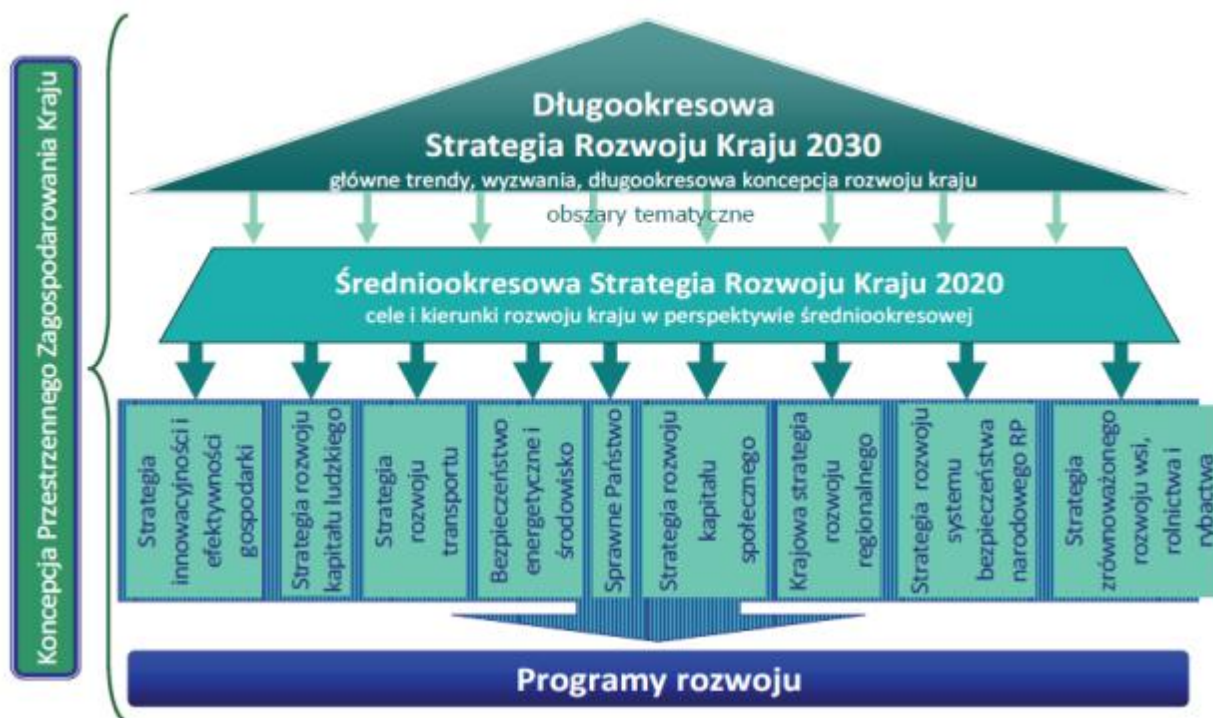 Koncepcja Przestrzennego Zagospodarowania Kraju
Długookresowa
Strategia Rozwoju Kraju 2030
główne trendy, wyzwania, długookresowa koncepcja rozwoju kraju
obszary tematyczne
Średniookresowa Strategia Rozwoju Kraju 2020
cele i kierunki rozwoju kraju w perspektywie średniookresowej
Strategia
innowacyjności i
efektywności
gospodarki
Strategia rozwoju
kapitału ludzkiego
Strategia
rozwoju
transportu
Bezpieczeństwo
energetyczne i
środowisko
Sprawne Państwo
Strategia rozwoju
kapitału
społecznego
Krajowa strategia
rozwoju
regionalnego
Strategia rozwoju
systemu
bezpieczeństwa
narodowego RP
Strategia
zrównoważonego
rozwoju wsi,
rolnictwa i
rybactwa
Programy rozwoju